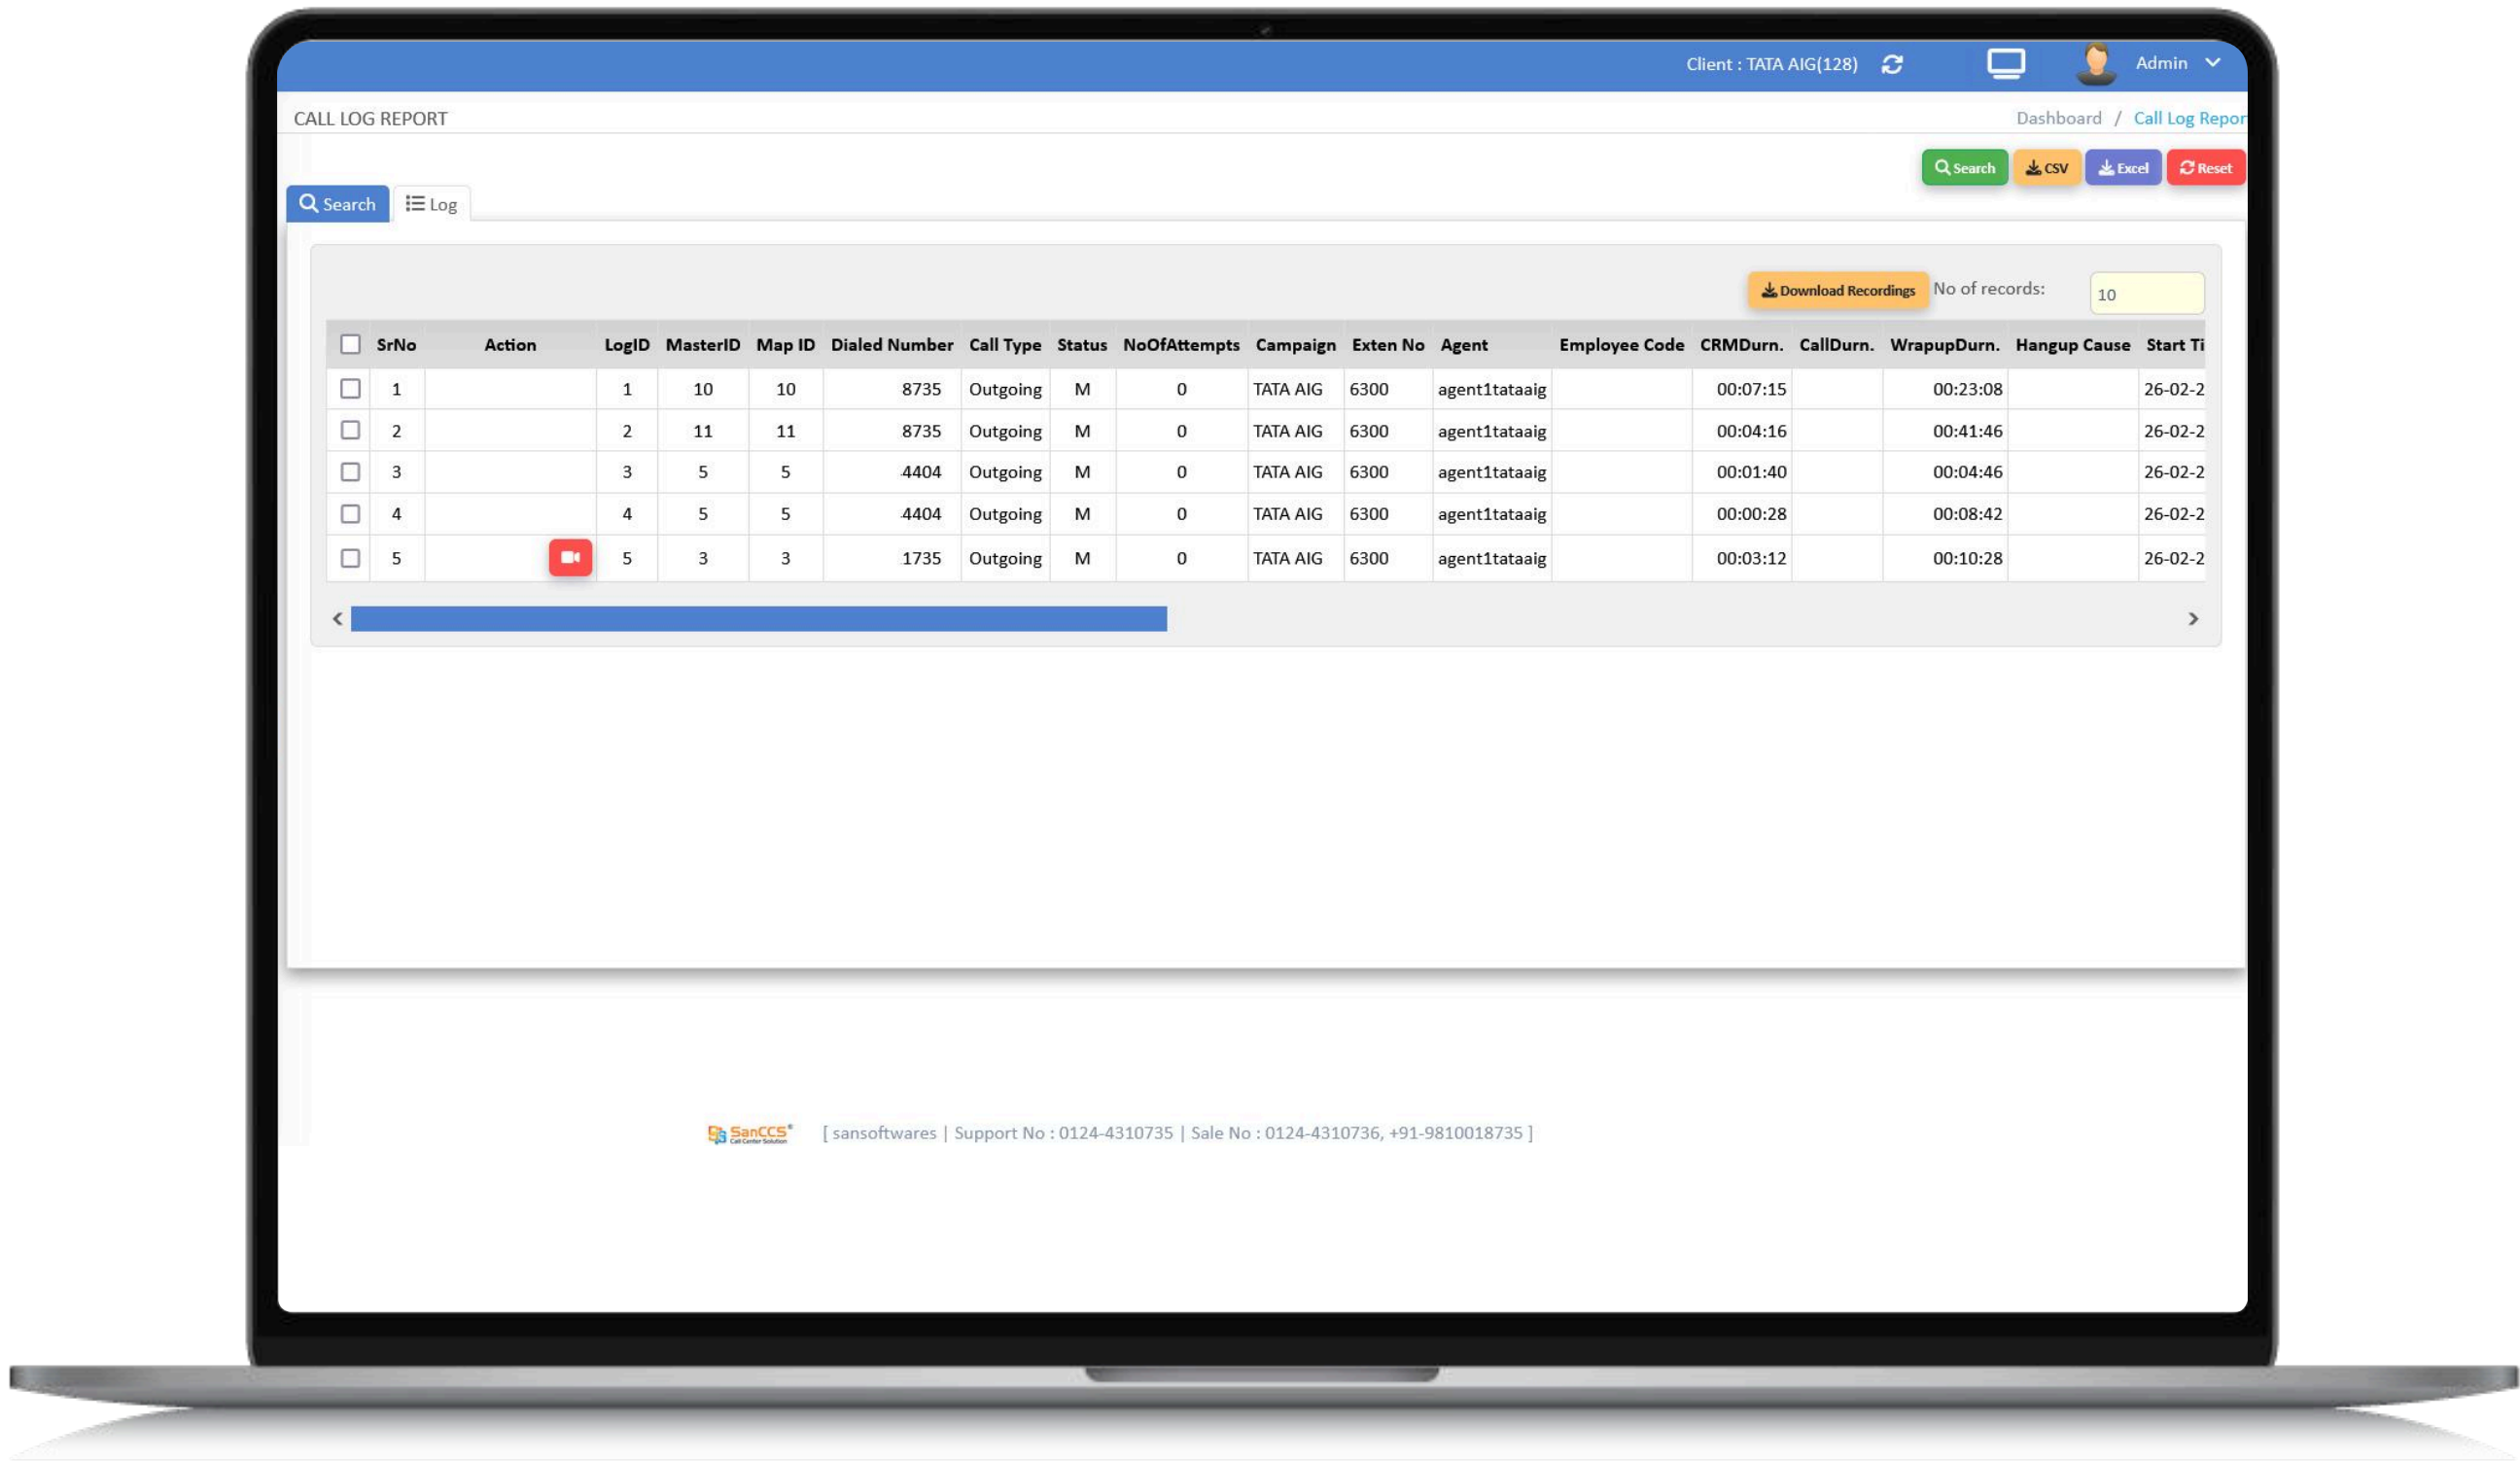 Client : TATA AIG(128) Admin
CALL LOG REPORT Dashboard / Call Log Repor
Search CSV Excel Reset
Search Log
Download Recordings No of records: 10
SrNo Action LogID MasterID Map ID Dialed Number Call Type Status NoOfAttempts Campaign Exten No Agent Employee Code CRMDurn. CallDurn. WrapupDurn. Hangup Cause Start Ti
1 1 10 10 8735 Outgoing M 0 TATA AIG 6300 agent1tataaig 00:07:15 00:23:08 26-02-2
2 2 11 11 8735 Outgoing M 0 TATA AIG 6300 agent1tataaig 00:04:16 00:41:46 26-02-2
3 3 5 5 4404 Outgoing M 0 TATA AIG 6300 agent1tataaig 00:01:40 00:04:46 26-02-2
4 4 5 5 4404 Outgoing M 0 TATA AIG 6300 agent1tataaig 00:00:28 00:08:42 26-02-2
5 5 3 3 1735 Outgoing M 0 TATA AIG 6300 agent1tataaig 00:03:12 00:10:28 26-02-2
SanCCS® [ sansoftwares | Support No : 0124-4310735 | Sale No : 0124-4310736, +91-9810018735 ]
Call Center Solution